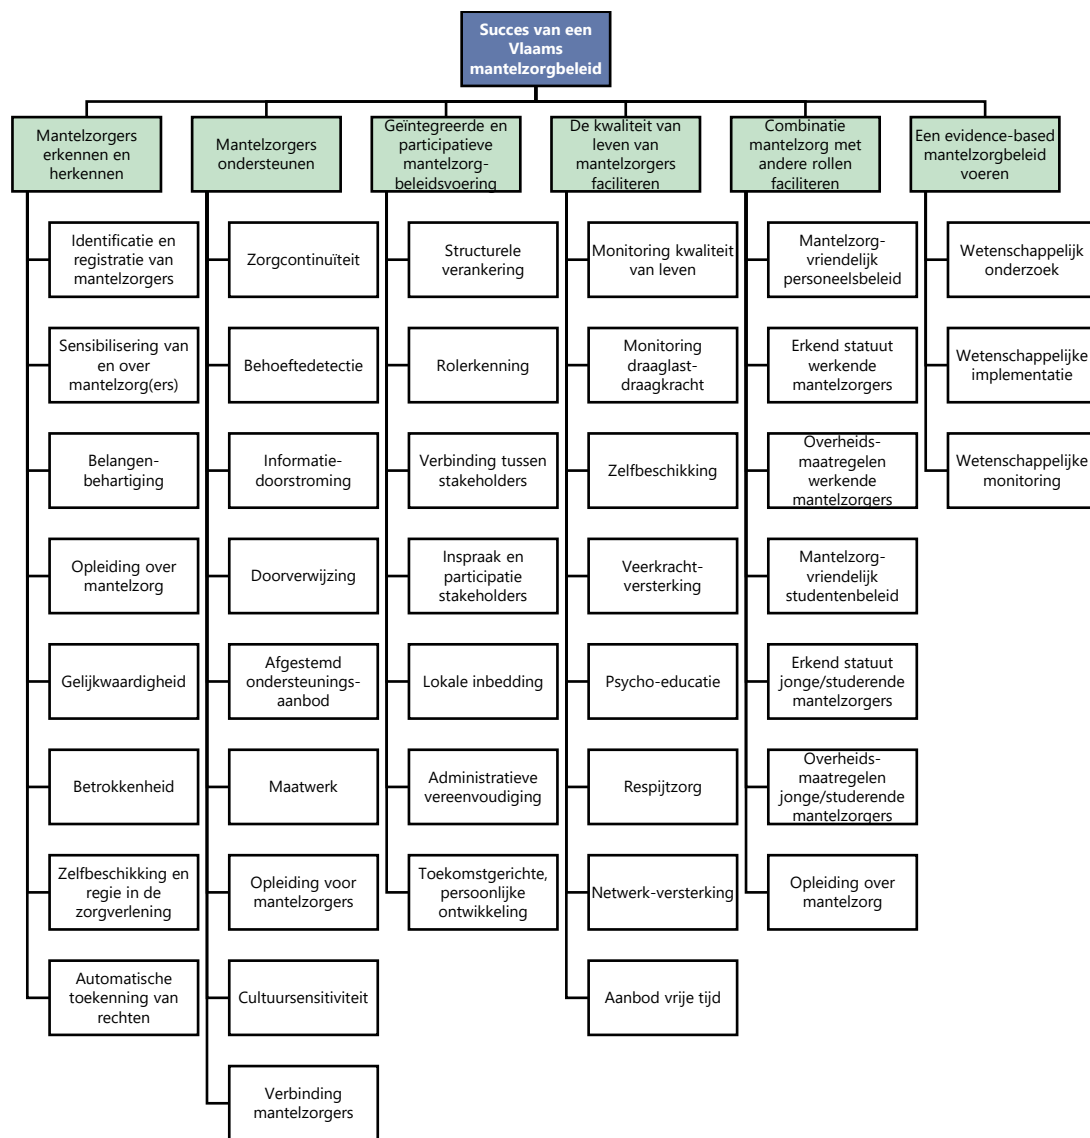 Succes van een
Vlaams
mantelzorgbeleid
Mantelzorgers
erkennen en
herkennen
Identificatie en
registratie van
mantelzorgers
Sensibilisering van
en over
mantelzorg(ers)
Belangen-
behartiging
Opleiding over
mantelzorg
Gelijkwaardigheid
Betrokkenheid
Zelfbeschikking en
regie in de
zorgverlening
Automatische
toekenning van
rechten
Mantelzorgers
ondersteunen
Zorgcontinuïteit
Behoeftedetectie
Informatie-
doorstroming
Doorverwijzing
Afgestemd
ondersteunings-
aanbod
Maatwerk
Opleiding voor
mantelzorgers
Cultuursensitiviteit
Verbinding
mantelzorgers
Geïntegreerde en
participatieve
mantelzorg-
beleidsvoering
Structurele
verankering
Rolerkenning
Verbinding tussen
stakeholders
Inspraak en
participatie
stakeholders
Lokale inbedding
Administratieve
vereenvoudiging
Toekomstgerichte,
persoonlijke
ontwikkeling
De kwaliteit van
leven van
mantelzorgers
faciliteren
Monitoring kwaliteit
van leven
Monitoring
draaglast-
draagkracht
Zelfbeschikking
Veerkracht-
versterking
Psycho-educatie
Respijtzorg
Netwerk-versterking
Aanbod vrije tijd
Combinatie
mantelzorg met
andere rollen
faciliteren
Mantelzorg-
vriendelijk
personeelsbeleid
Erkend statuut
werkende
mantelzorgers
Overheids-
maatregelen
werkende
mantelzorgers
Mantelzorg-
vriendelijk
studentenbeleid
Erkend statuut
jonge/studerende
mantelzorgers
Overheids-
maatregelen
jonge/studerende
mantelzorgers
Opleiding over
mantelzorg
Een evidence-based
mantelzorgbeleid
voeren
Wetenschappelijk
onderzoek
Wetenschappelijke
implementatie
Wetenschappelijke
monitoring